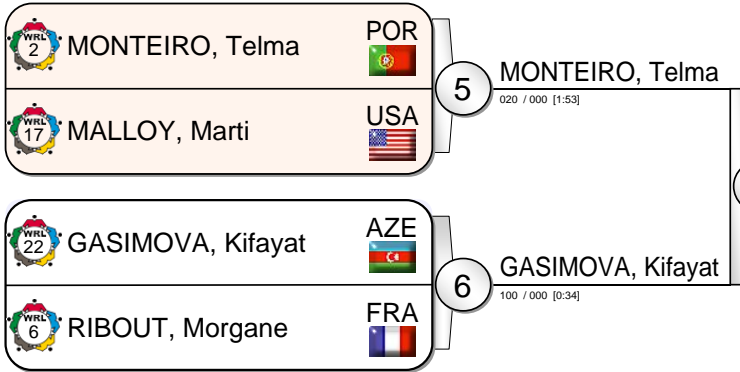 WRL
2
MONTEIRO, Telma
POR
WRL
17
MALLOY, Marti
USA
5
MONTEIRO, Telma
020 / 000 [1:53]
WRL
22
GASIMOVA, Kifayat
AZE
WRL
6
RIBOUT, Morgane
FRA
6
GASIMOVA, Kifayat
100 / 000 [0:34]